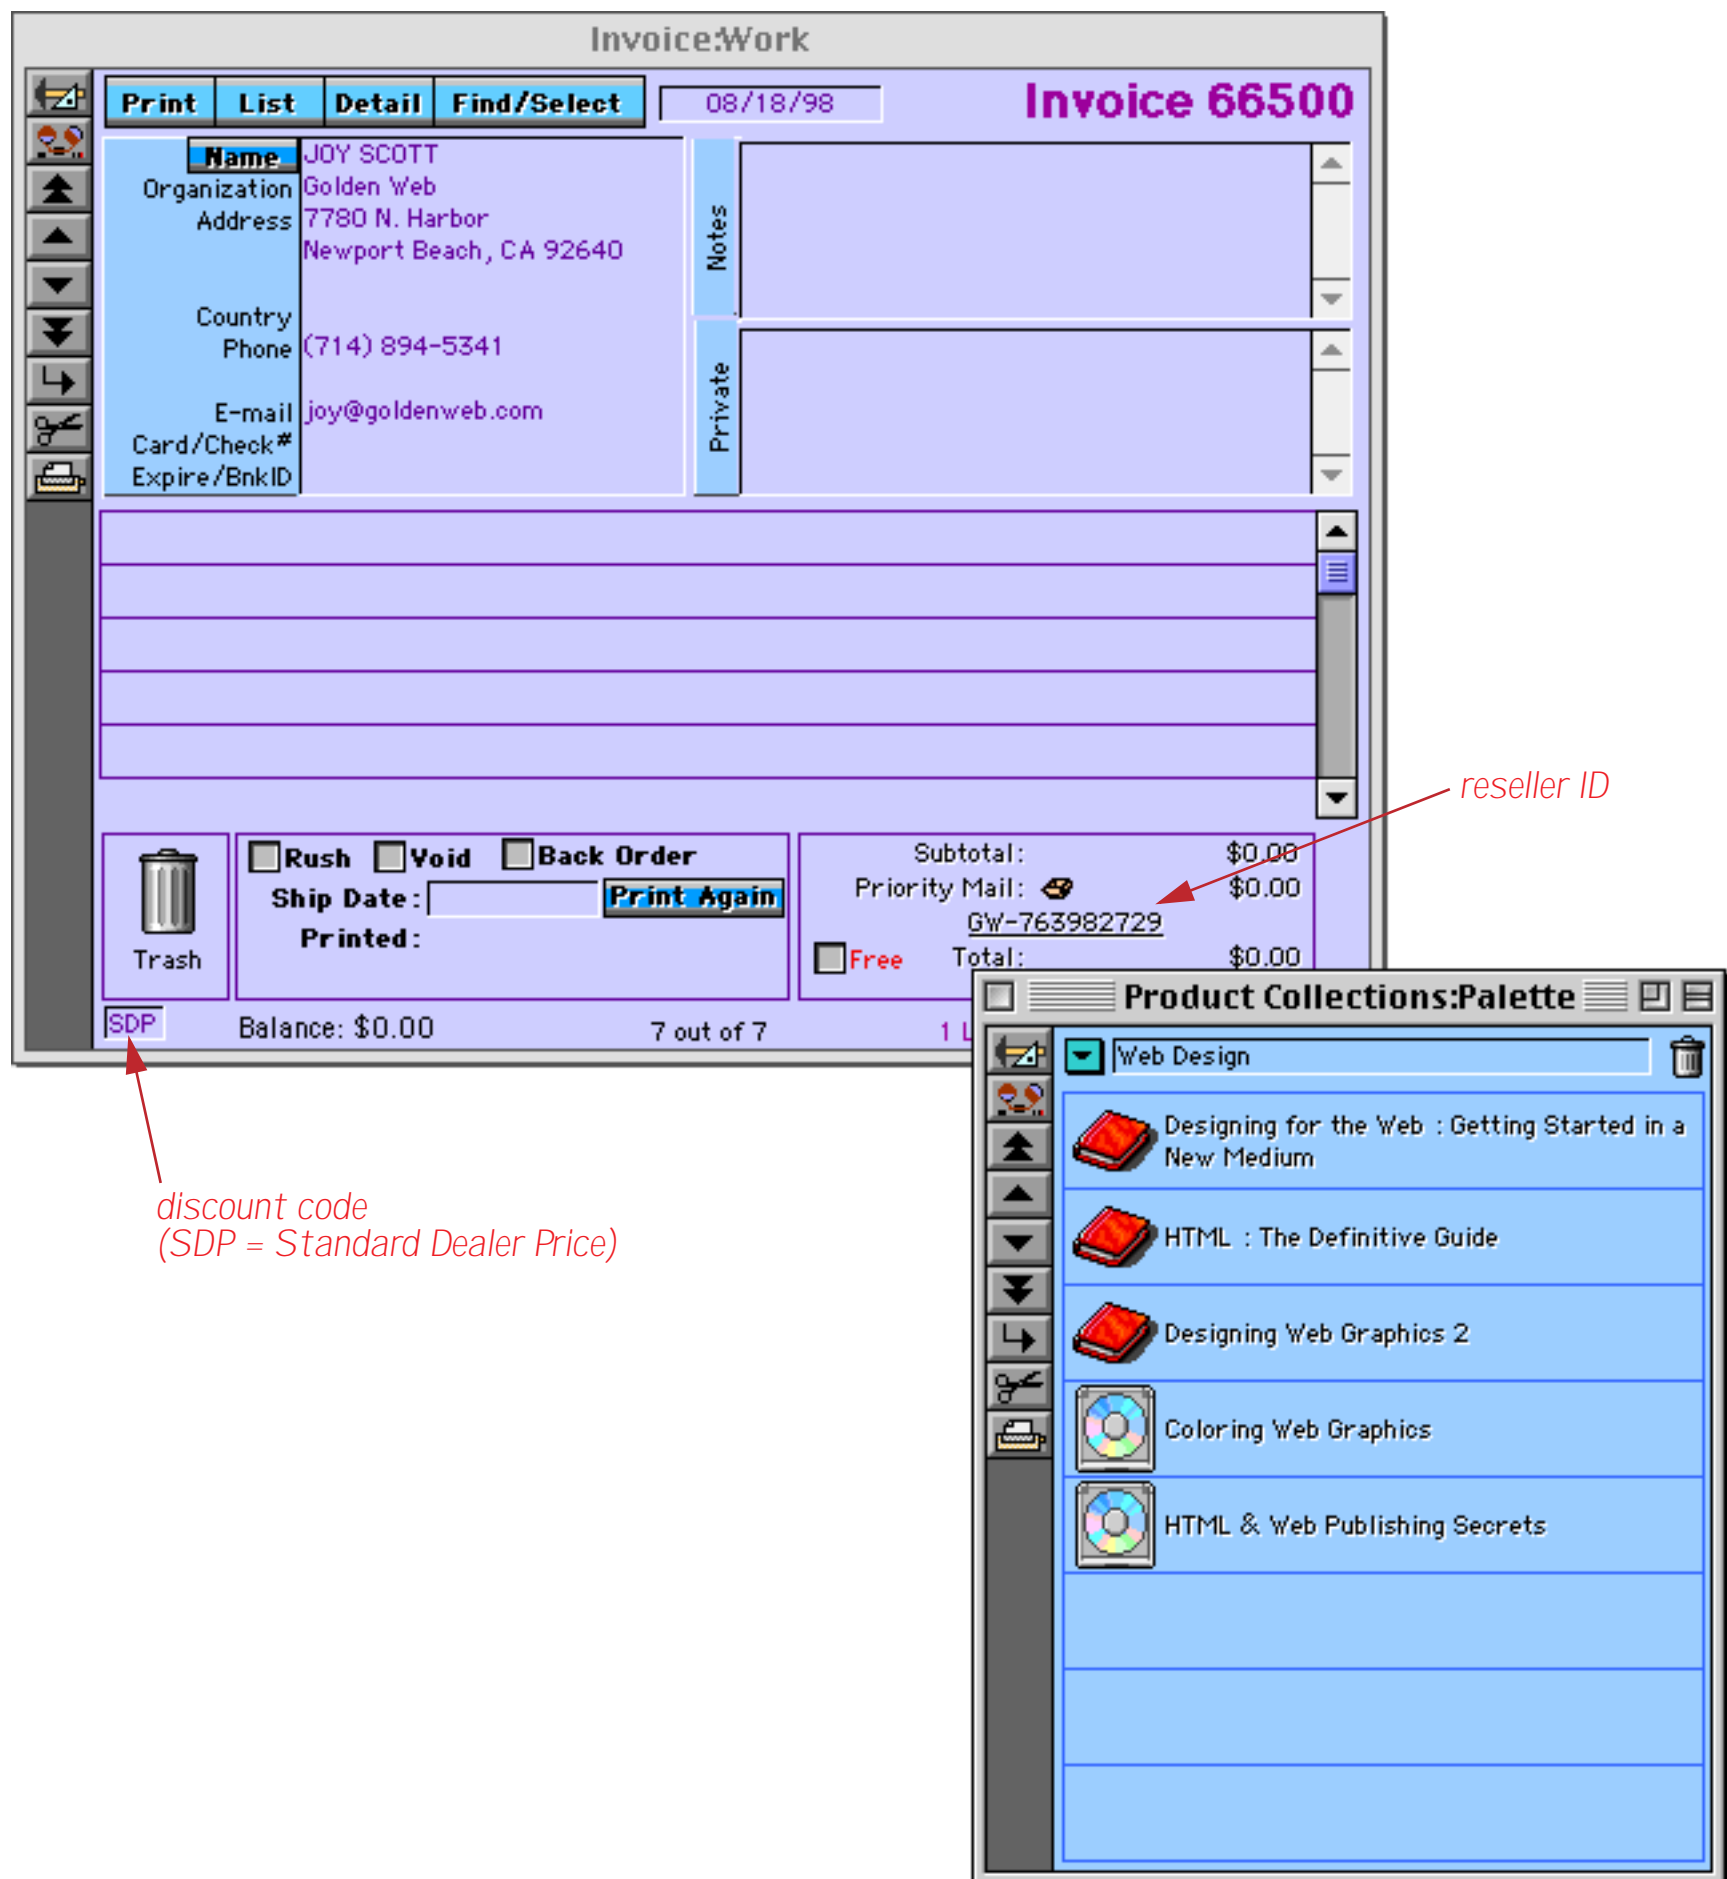 Invoice:Work
Print List Detail Find/Select 08/18/98 Invoice 66500
Name JOY SCOTT
Organization Golden Web
Address 7780 N. Harbor
Newport Beach, CA 92640
Country
Phone (714) 894-5341
E-mail joy@goldenweb.com
Card/Check#
Expire/BnkID
Notes
Private
reseller ID
Trash
Rush Void Back Order
Ship Date: Print Again
Printed:
Subtotal: $0.00
Priority Mail: $0.00
GW-763982729
Free Total: $0.00
SDP Balance: $0.00 7 out of 7 1 L
discount code
(SDP = Standard Dealer Price)
Product Collections:Palette
Web Design
Designing for the Web : Getting Started in a
New Medium
HTML : The Definitive Guide
Designing Web Graphics 2
Coloring Web Graphics
HTML & Web Publishing Secrets